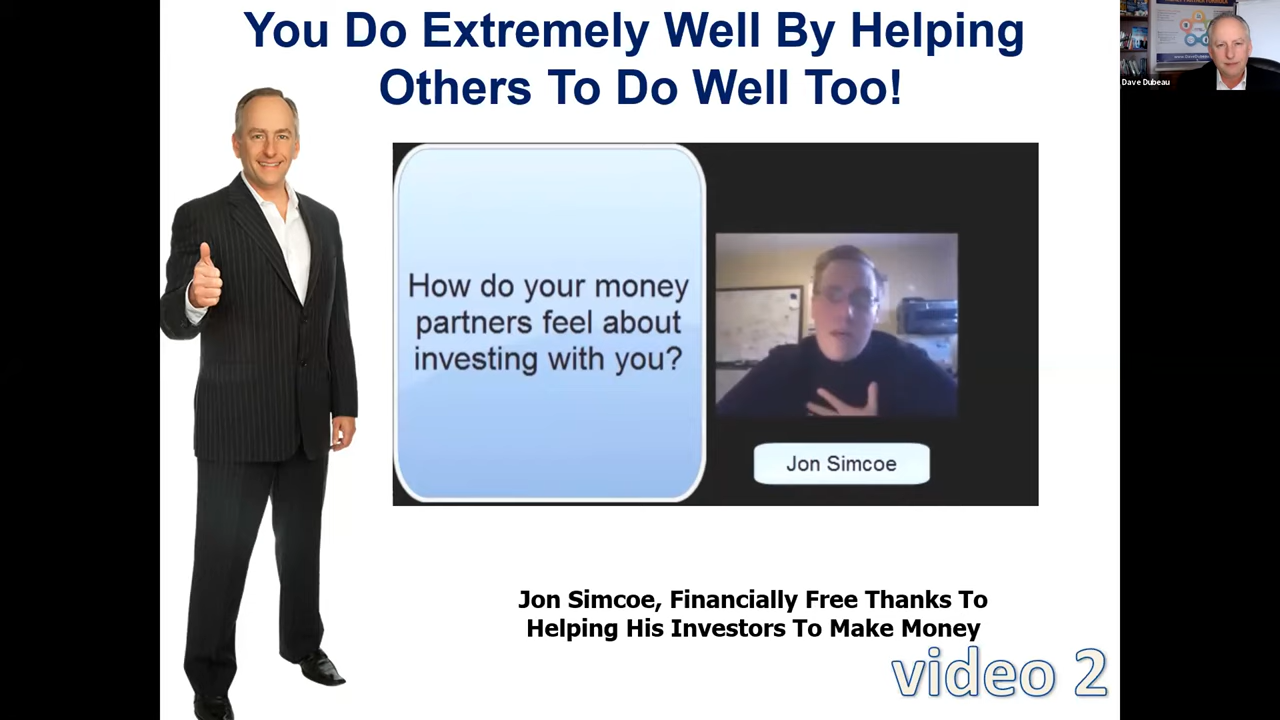 You Do Extremely Well By Helping
Others To Do Well Too!
Dave Dubeau
How do your money
partners feel about
investing with you?
Jon Simcoe
Jon Simcoe, Financially Free Thanks To
Helping His Investors To Make Money
video 2